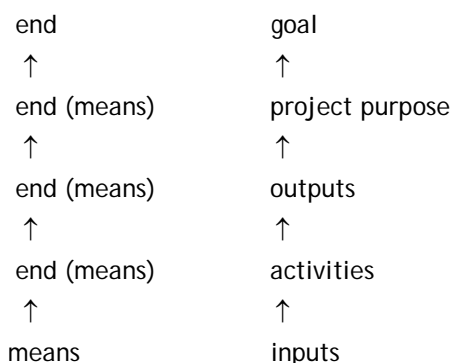 end goal
↑ ↑
end (means) project purpose
↑ ↑
end (means) outputs
↑ ↑
end (means) activities
↑ ↑
means inputs